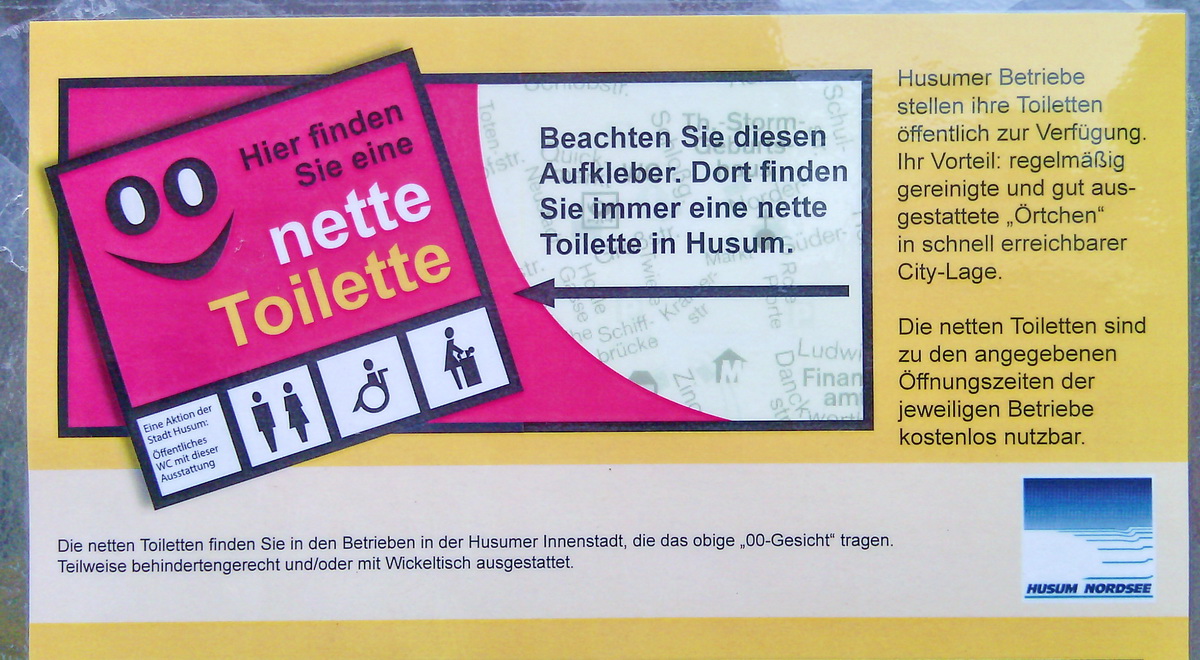 Hier finden
Sie eine
nette
Toilette
Eine Aktion der
Stadt Husum:
Öffentliches
WC mit dieser
Ausstattung
Beachten Sie diesen
Aufkleber. Dort finden
Sie immer eine nette
Toilette in Husum.
Husumer Betriebe
stellen ihre Toiletten
öffentlich zur Verfügung.
Ihr Vorteil: regelmäßig
gereinigte und gut aus-
gestattete „Örtchen“
in schnell erreichbarer
City-Lage.
Die netten Toiletten sind
zu den angegebenen
Öffnungszeiten der
jeweiligen Betriebe
kostenlos nutzbar.
Die netten Toiletten finden Sie in den Betrieben in der Husumer Innenstadt, die das obige „00-Gesicht“ tragen.
Teilweise behindertengerecht und/oder mit Wickeltisch ausgestattet.
HUSUM NORDSEE